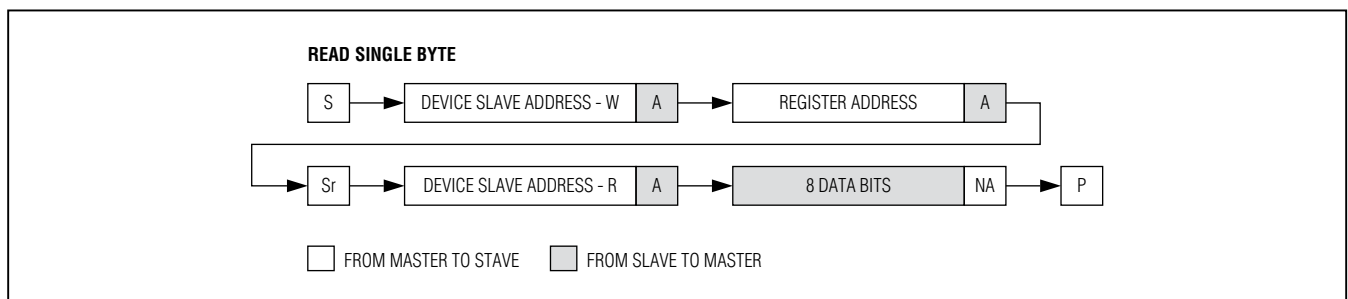 READ SINGLE BYTE
S DEVICE SLAVE ADDRESS - W A REGISTER ADDRESS A
Sr DEVICE SLAVE ADDRESS - R A 8 DATA BITS NA P
FROM MASTER TO STAVE FROM SLAVE TO MASTER